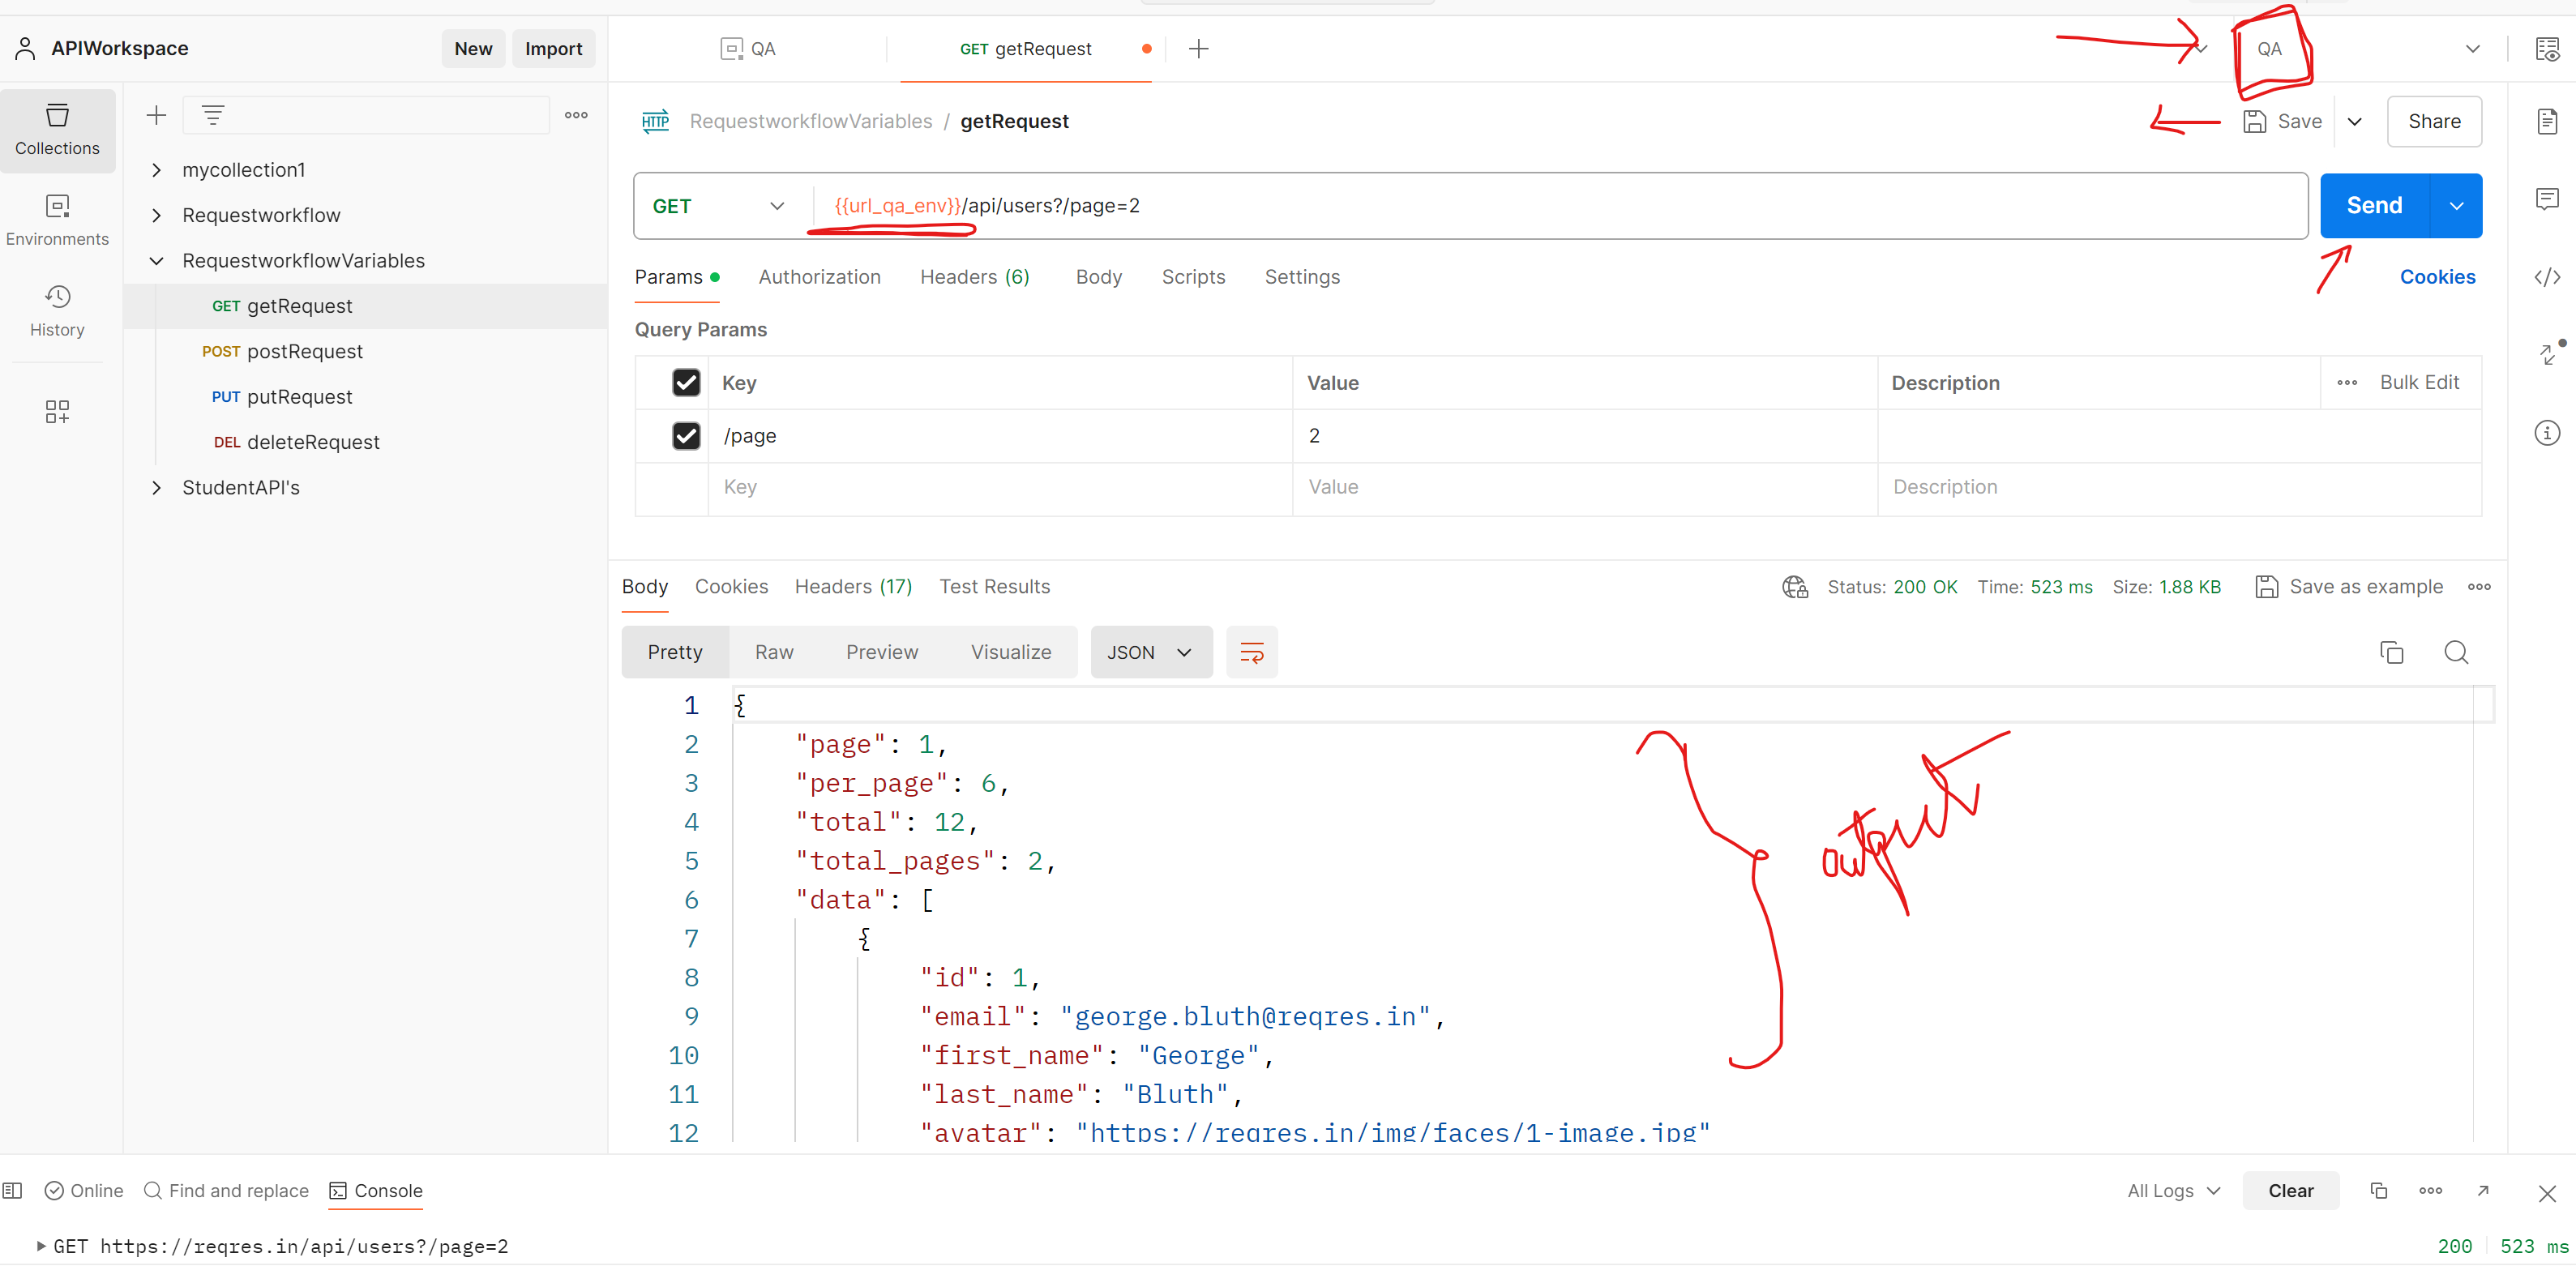 APIWorkspace New Import
QA GET getRequest QA
Collections
Environments
History
mycollection1
Requestworkflow
RequestworkflowVariables
GET getRequest
POST postRequest
PUT putRequest
DEL deleteRequest
StudentAPI's
HTTP RequestworkflowVariables / getRequest Save Share
GET {{url_qa_env}}/api/users?/page=2 Send
Params Authorization Headers (6) Body Scripts Settings Cookies
Query Params
Key Value Description Bulk Edit
/page 2
Key Value Description
Body Cookies Headers (17) Test Results Status: 200 OK Time: 523 ms Size: 1.88 KB Save as example
Pretty Raw Preview Visualize JSON
1 {
2 "page": 1,
3 "per_page": 6,
4 "total": 12,
5 "total_pages": 2,
6 "data": [
7 {
8 "id": 1,
9 "email": "george.bluth@reqres.in",
10 "first_name": "George",
11 "last_name": "Bluth",
12 "avatar": "https://reqres.in/img/faces/1-image.jpg"
output
Online Find and replace Console All Logs Clear
GET https://reqres.in/api/users?/page=2 200 523 ms